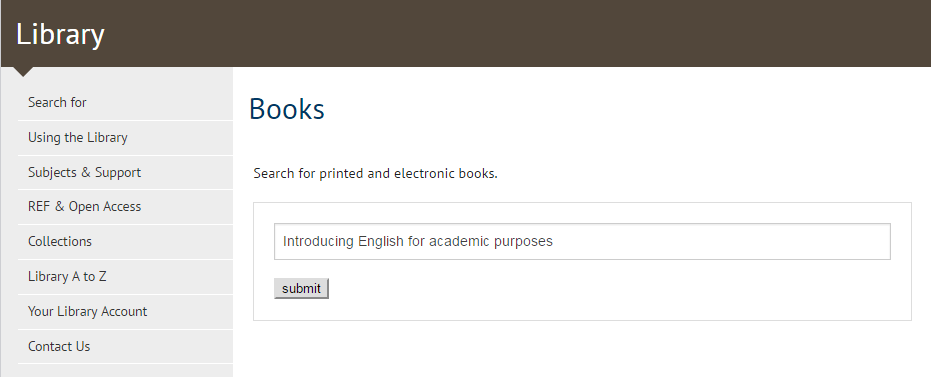 Library
Search for
Using the Library
Subjects & Support
REF & Open Access
Collections
Library A to Z
Your Library Account
Contact Us
Books
Search for printed and electronic books.
Introducing English for academic purposes
submit